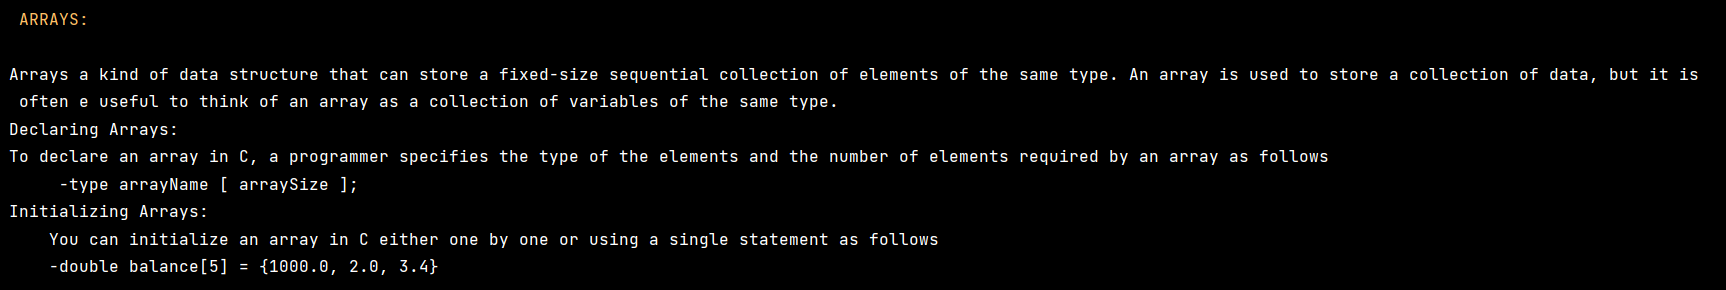 ARRAYS:
Arrays a kind of data structure that can store a fixed-size sequential collection of elements of the same type. An array is used to store a collection of data, but it is
often e useful to think of an array as a collection of variables of the same type.
Declaring Arrays:
To declare an array in C, a programmer specifies the type of the elements and the number of elements required by an array as follows
-type arrayName [ arraySize ];
Initializing Arrays:
You can initialize an array in C either one by one or using a single statement as follows
-double balance[5] = {1000.0, 2.0, 3.4}